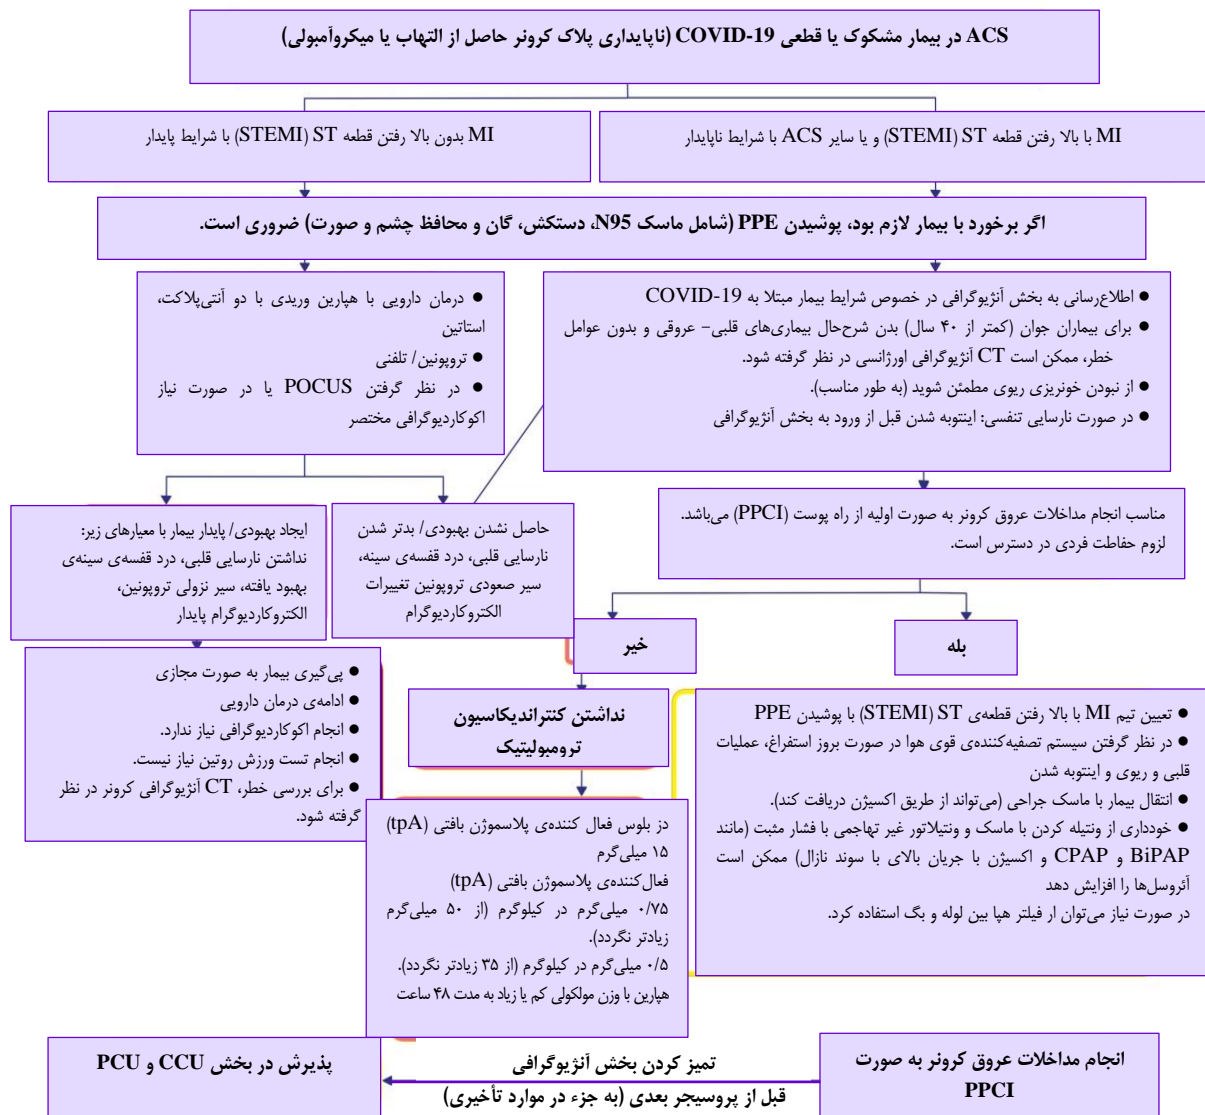 ACS در بیمار مشکوک یا قطعی COVID-19 (ناپایداری پلاک کرونر حاصل از التهاب یا میکروآمبولی)
MI با بالا رفتن قطعه ST (STEMI) و یا سایر ACS با شرایط ناپایدار
MI بدون بالا رفتن قطعه ST (STEMI) با شرایط پایدار
اگر برخورد با بیمار لازم بود، پوشیدن PPE (شامل ماسک N95، دستکش، گان و محافظ چشم و صورت) ضروری است.
● اطلاع‌رسانی به بخش آنژیوگرافی در خصوص شرایط بیمار مبتلا به COVID-19
● برای بیماران جوان (کمتر از ۴۰ سال) بدن شرح‌حال بیماری‌های قلبی- عروقی و بدون عوامل
خطر، ممکن است CT آنژیوگرافی اورژانسی در نظر گرفته شود.
● از نبودن خونریزی ریوی مطمئن شوید (به طور مناسب).
● در صورت نارسایی تنفسی: اینتوبه شدن قبل از ورود به بخش آنژیوگرافی
● درمان دارویی با هپارین وریدی با دو آنتی‌پلاکت،
استاتین
● تروپونین/ تلفنی
● در نظر گرفتن POCUS یا در صورت نیاز
اکوکاردیوگرافی مختصر
مناسب انجام مداخلات عروق کرونر به صورت اولیه از راه پوست (PPCI) می‌باشد.
لزوم حفاطت فردی در دسترس است.
حاصل نشدن بهبودی/ بدتر شدن
نارسایی قلبی، درد قفسه‌ی سینه،
سیر صعودی تروپونین تغییرات
الکتروکاردیوگرام
ایجاد بهبودی/ پایدار بیمار با معیارهای زیر:
نداشتن نارسایی قلبی، درد قفسه‌ی سینه‌ی
بهبود یافته، سیر نزولی تروپونین،
الکتروکاردیوگرام پایدار
بله
خیر
● پی‌گیری بیمار به صورت مجازی
● ادامه‌ی درمان دارویی
● انجام اکوکاردیوگرافی نیاز ندارد.
● انجام تست ورزش روتین نیاز نیست.
● برای بررسی خطر، CT آنژیوگرافی کرونر در نظر
گرفته شود.
نداشتن کنتراندیکاسیون
ترومبولیتیک
● تعیین تیم MI با بالا رفتن قطعه‌ی ST (STEMI) با پوشیدن PPE
● در نظر گرفتن سیستم تصفیه‌کننده‌ی قوی هوا در صورت بروز استفراغ، عملیات
قلبی و ریوی و اینتوبه شدن
● انتقال بیمار با ماسک جراحی (می‌تواند از طریق اکسیژن دریافت کند).
● خودداری از ونتیله کردن با ماسک و ونتیلاتور غیر تهاجمی با فشار مثبت (مانند
BiPAP و CPAP و اکسیژن با جریان بالای با سوند نازال) ممکن است
آئروسل‌ها را افزایش دهد
در صورت نیاز می‌توان ار فیلتر هپا بین لوله و بگ استفاده کرد.
دز بلوس فعال کننده‌ی پلاسموژن بافتی (tpA)
۱۵ میلی‌گرم
فعال‌کننده‌ی پلاسموژن بافتی (tpA)
۰/۷۵ میلی‌گرم در کیلوگرم (از ۵۰ میلی‌گرم
زیادتر نگردد).
۰/۵ میلی‌گرم در کیلوگرم (از ۳۵ زیادتر نگردد).
هپارین با وزن مولکولی کم یا زیاد به مدت ۴۸ ساعت
انجام مداخلات عروق کرونر به صورت
PPCI
تمیز کردن بخش آنژیوگرافی
قبل از پروسیجر بعدی (به جزء در موارد تأخیری)
پذیرش در بخش CCU و PCU